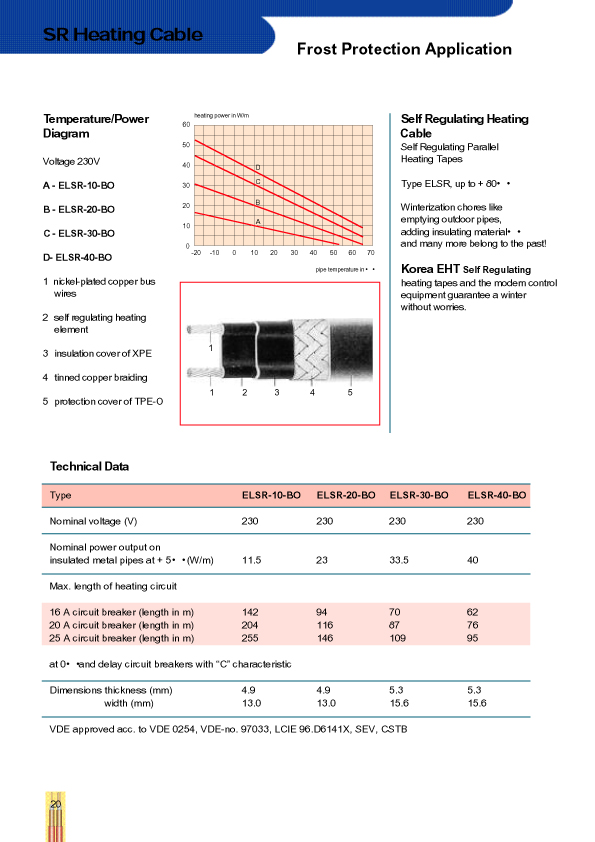 SR Heating Cable
Frost Protection Application
Temperature/Power
Diagram
Voltage 230V
A - ELSR-10-BO
B - ELSR-20-BO
C - ELSR-30-BO
D- ELSR-40-BO
1 nickel-plated copper bus
wires
2 self regulating heating
element
3 insulation cover of XPE
4 tinned copper braiding
5 protection cover of TPE-O
heating power in W/m
60
50
40
30
20
10
0
D
C
B
A
-20 -10 0 10 20 30 40 50 60 70
pipe temperature in• •
1
1 2 3 4 5
Self Regulating Heating
Cable
Self Regulating Parallel
Heating Tapes
Type ELSR, up to + 80• •
Winterization chores like
emptying outdoor pipes,
adding insulating material• •
and many more belong to the past!
Korea EHT Self Regulating
heating tapes and the modern control
equipment guarantee a winter
without worries.
Technical Data
Type ELSR-10-BO ELSR-20-BO ELSR-30-BO ELSR-40-BO
Nominal voltage (V) 230 230 230 230
Nominal power output on
insulated metal pipes at + 5• •(W/m) 11.5 23 33.5 40
Max. length of heating circuit
16 A circuit breaker (length in m) 142 94 70 62
20 A circuit breaker (length in m) 204 116 87 76
25 A circuit breaker (length in m) 255 146 109 95
at 0• •and delay circuit breakers with “C” characteristic
Dimensions thickness (mm) 4.9 4.9 5.3 5.3
width (mm) 13.0 13.0 15.6 15.6
VDE approved acc. to VDE 0254, VDE-no. 97033, LCIE 96.D6141X, SEV, CSTB
20